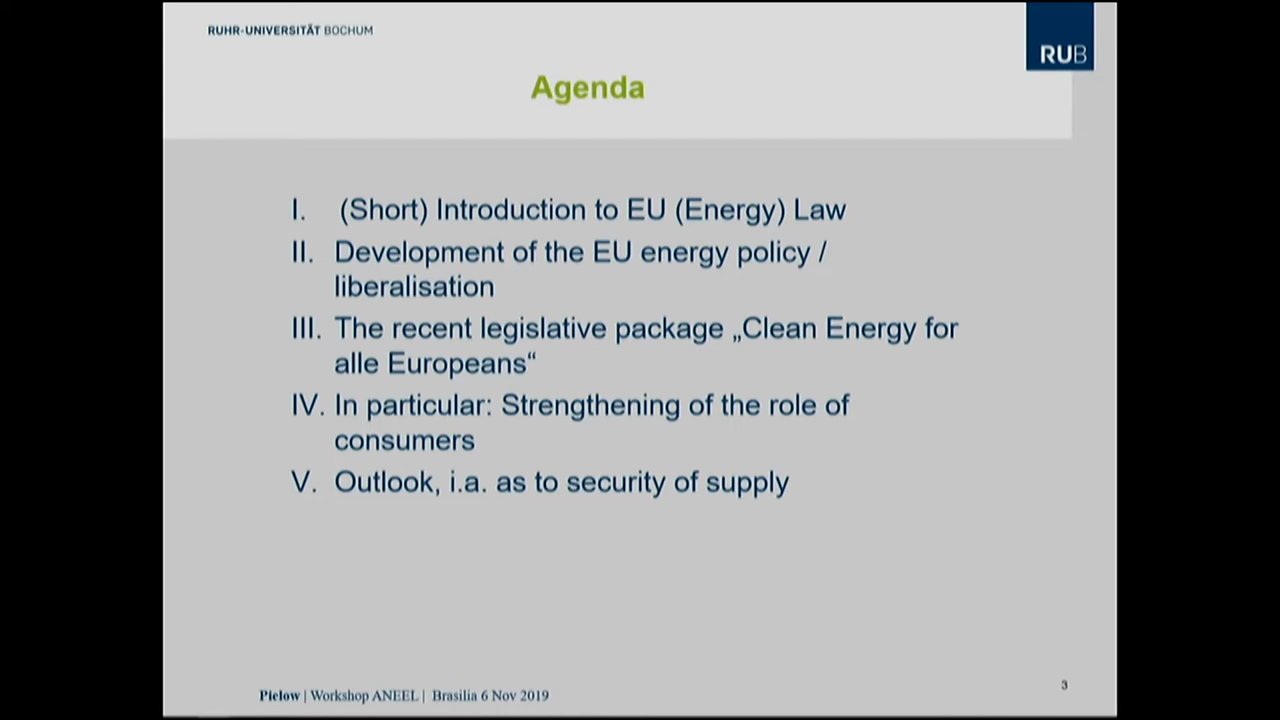 RUHR-UNIVERSITÄT BOCHUM
RUB
Agenda
I. (Short) Introduction to EU (Energy) Law
II. Development of the EU energy policy /
liberalisation
III. The recent legislative package „Clean Energy for
alle Europeans“
IV. In particular: Strengthening of the role of
consumers
V. Outlook, i.a. as to security of supply
Pielow | Workshop ANEEL | Brasilia 6 Nov 2019
3